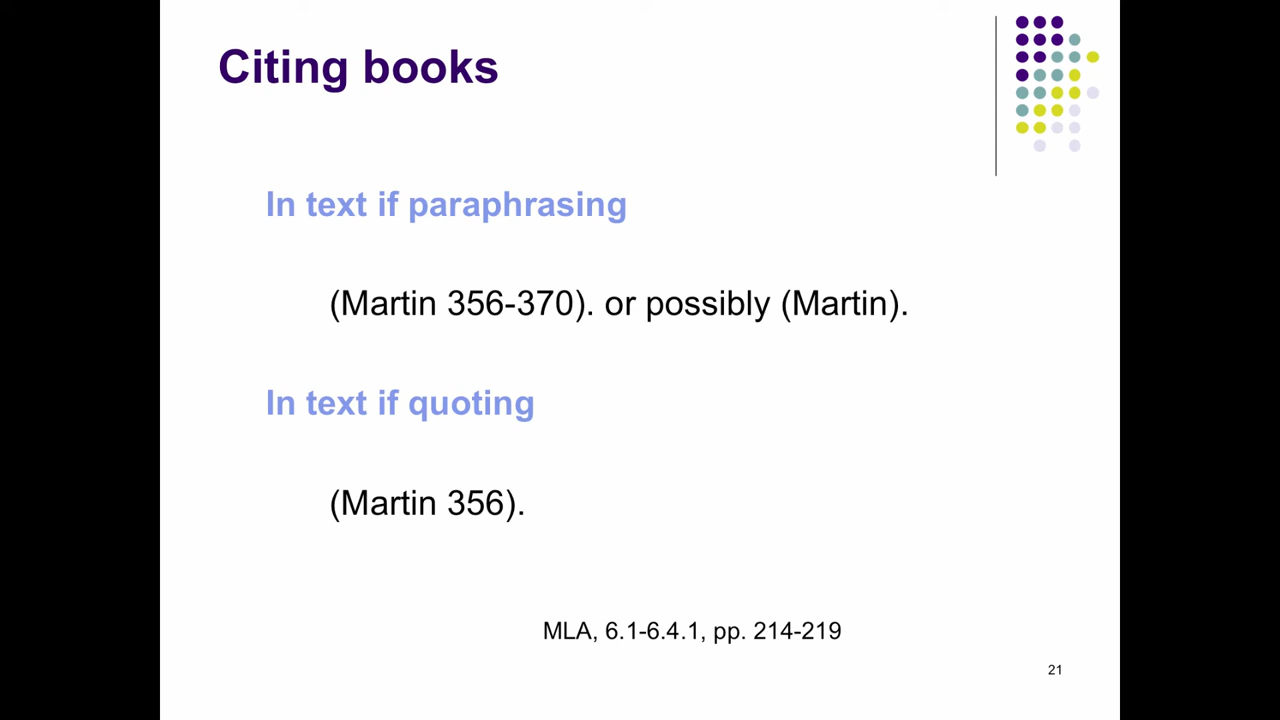 Citing books
In text if paraphrasing
(Martin 356-370). or possibly (Martin).
In text if quoting
(Martin 356).
MLA, 6.1-6.4.1, pp. 214-219
21